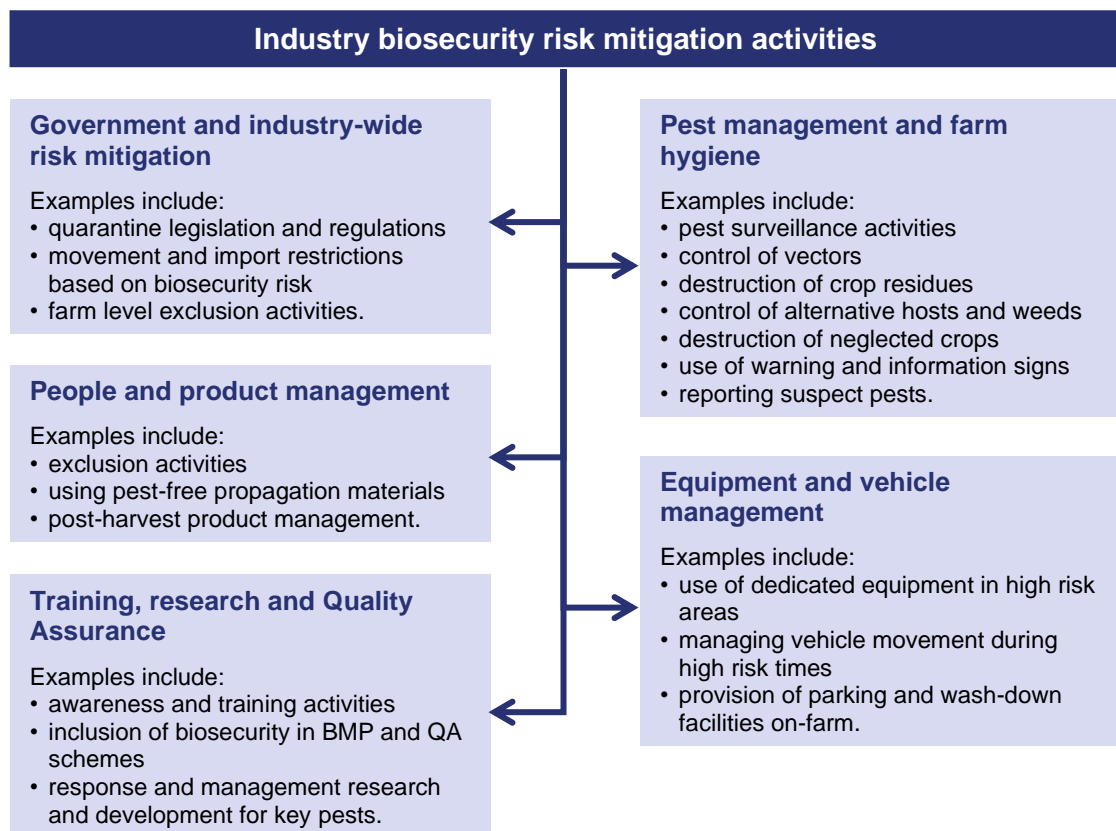 Industry biosecurity risk mitigation activities
Government and industry-wide
risk mitigation
Examples include:
• quarantine legislation and regulations
• movement and import restrictions
based on biosecurity risk
• farm level exclusion activities.
People and product management
Examples include:
• exclusion activities
• using pest-free propagation materials
• post-harvest product management.
Training, research and Quality
Assurance
Examples include:
• awareness and training activities
• inclusion of biosecurity in BMP and QA
schemes
• response and management research
and development for key pests.
Pest management and farm
hygiene
Examples include:
• pest surveillance activities
• control of vectors
• destruction of crop residues
• control of alternative hosts and weeds
• destruction of neglected crops
• use of warning and information signs
• reporting suspect pests.
Equipment and vehicle
management
Examples include:
• use of dedicated equipment in high risk
areas
• managing vehicle movement during
high risk times
• provision of parking and wash-down
facilities on-farm.